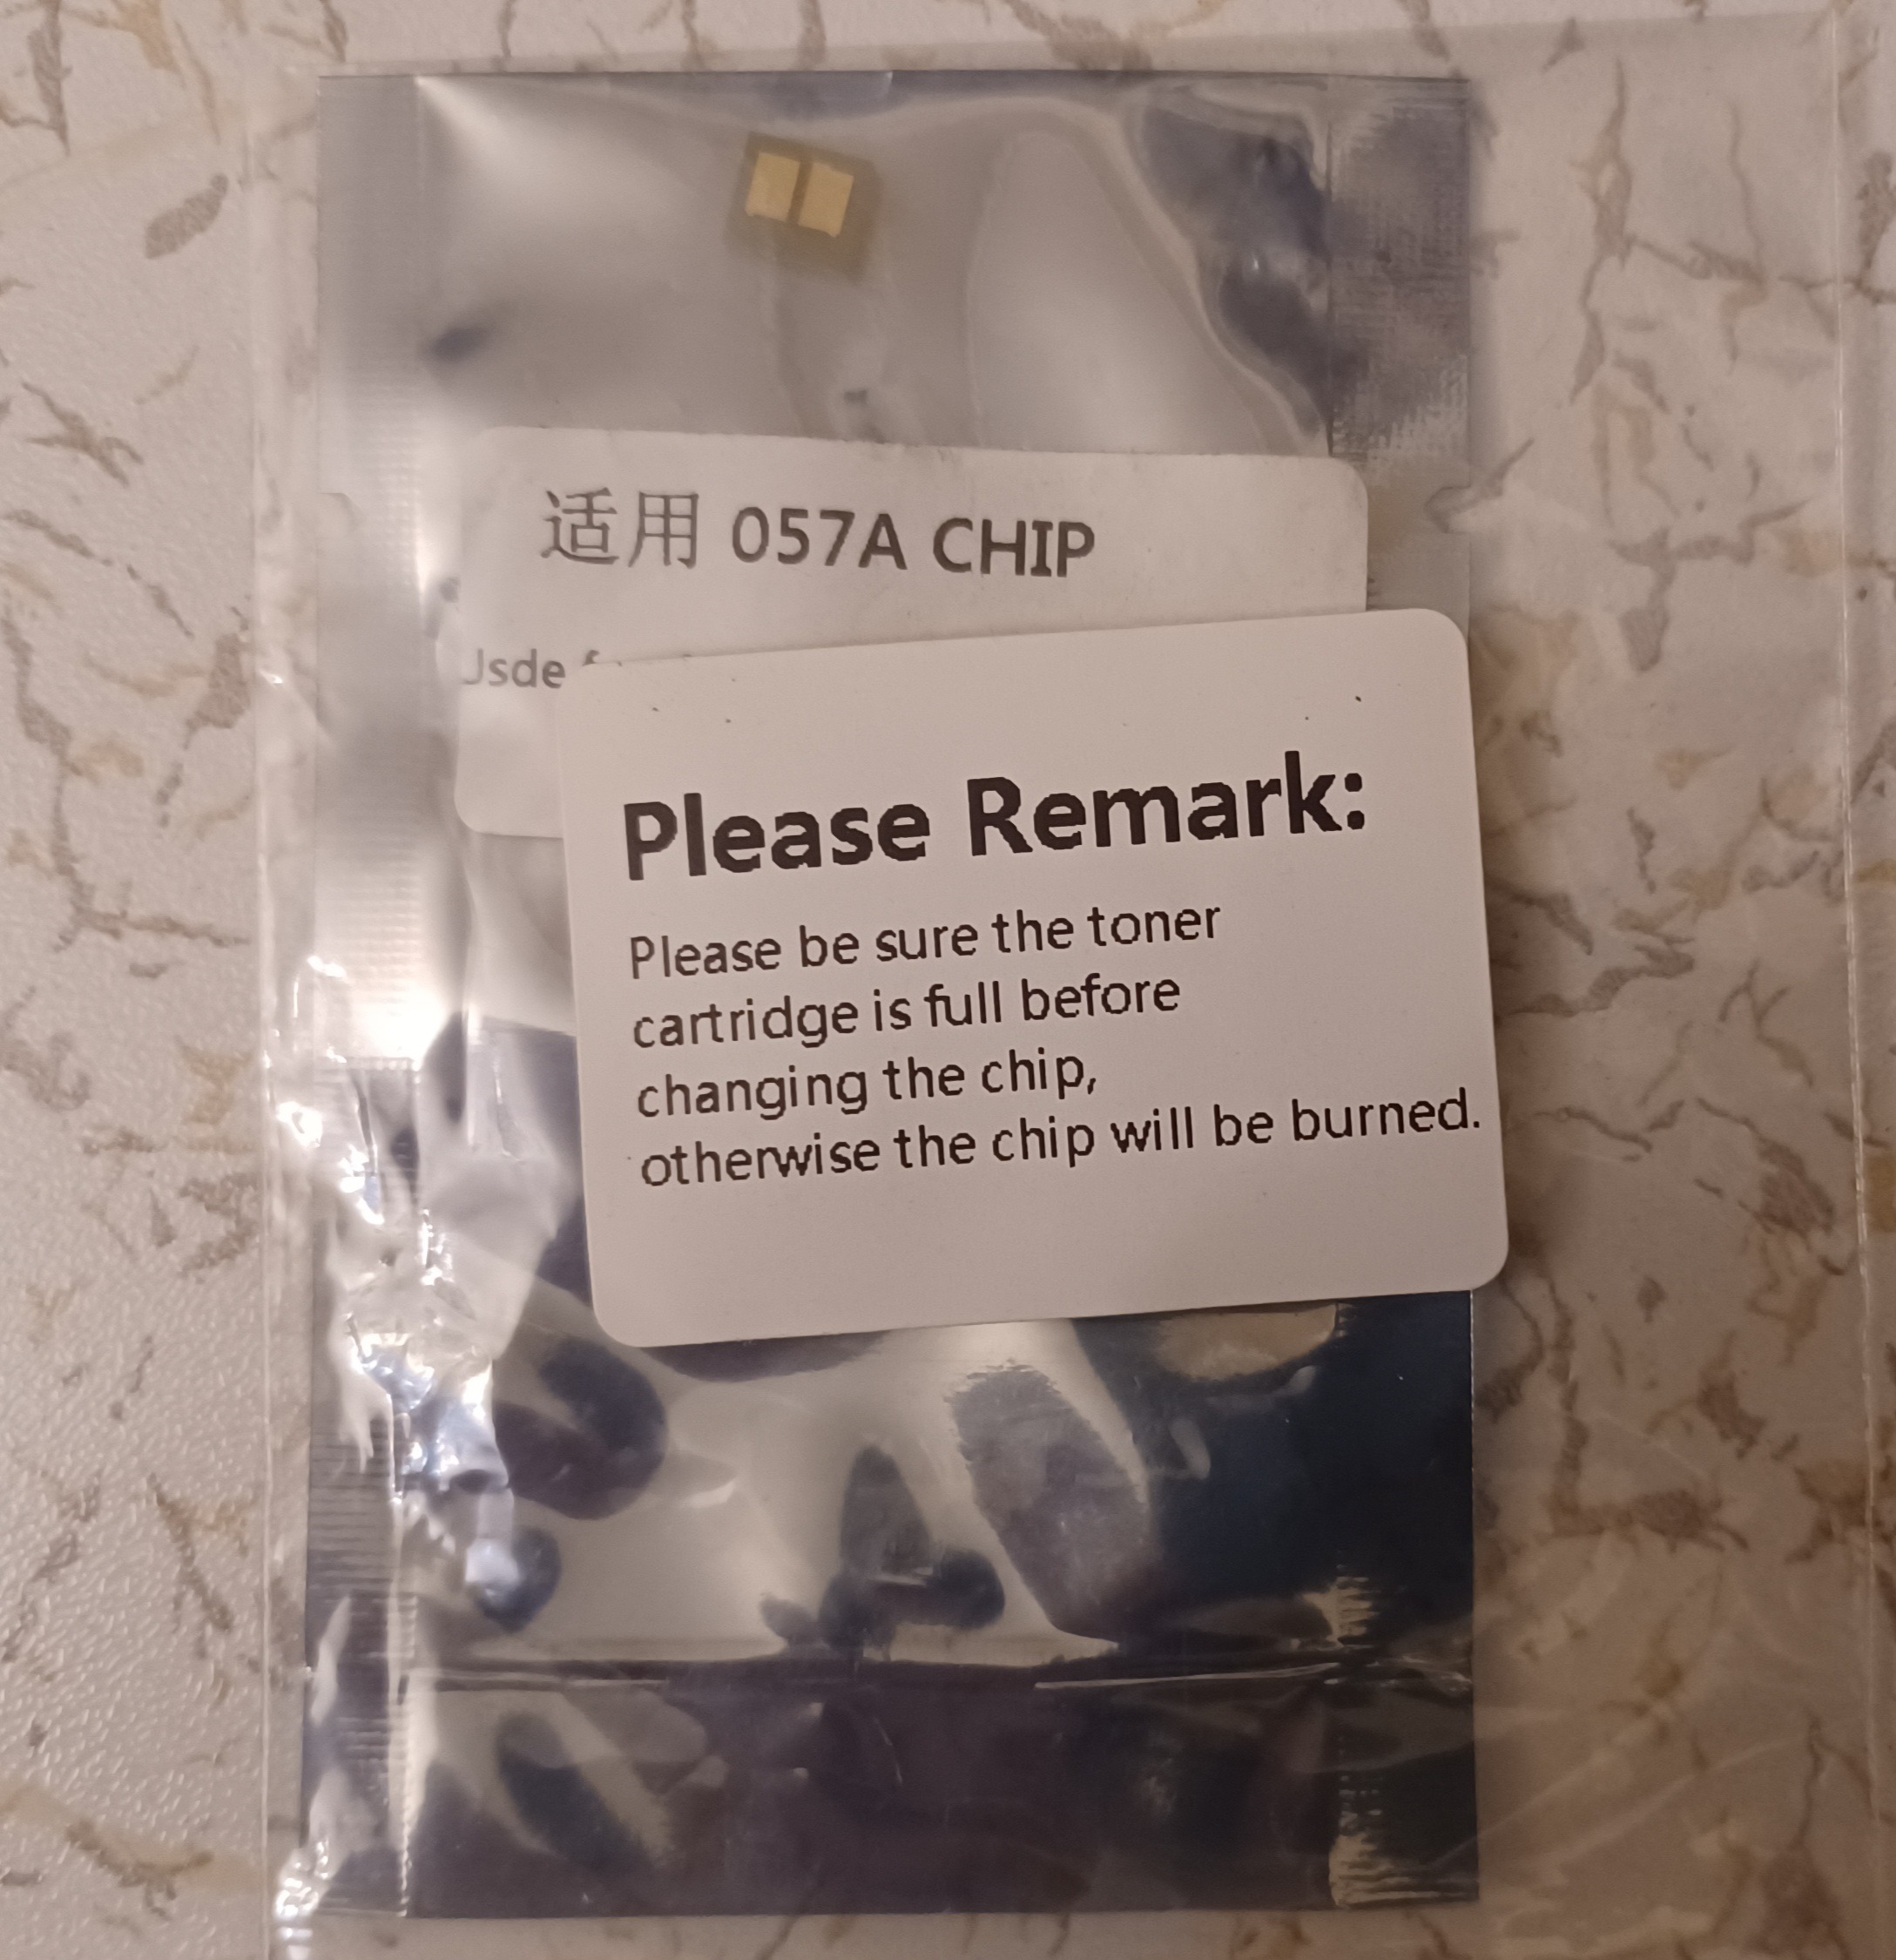 适用 057A CHIP
Jsde
Please Remark:
Please be sure the toner
cartridge is full before
changing the chip,
otherwise the chip will be burned.